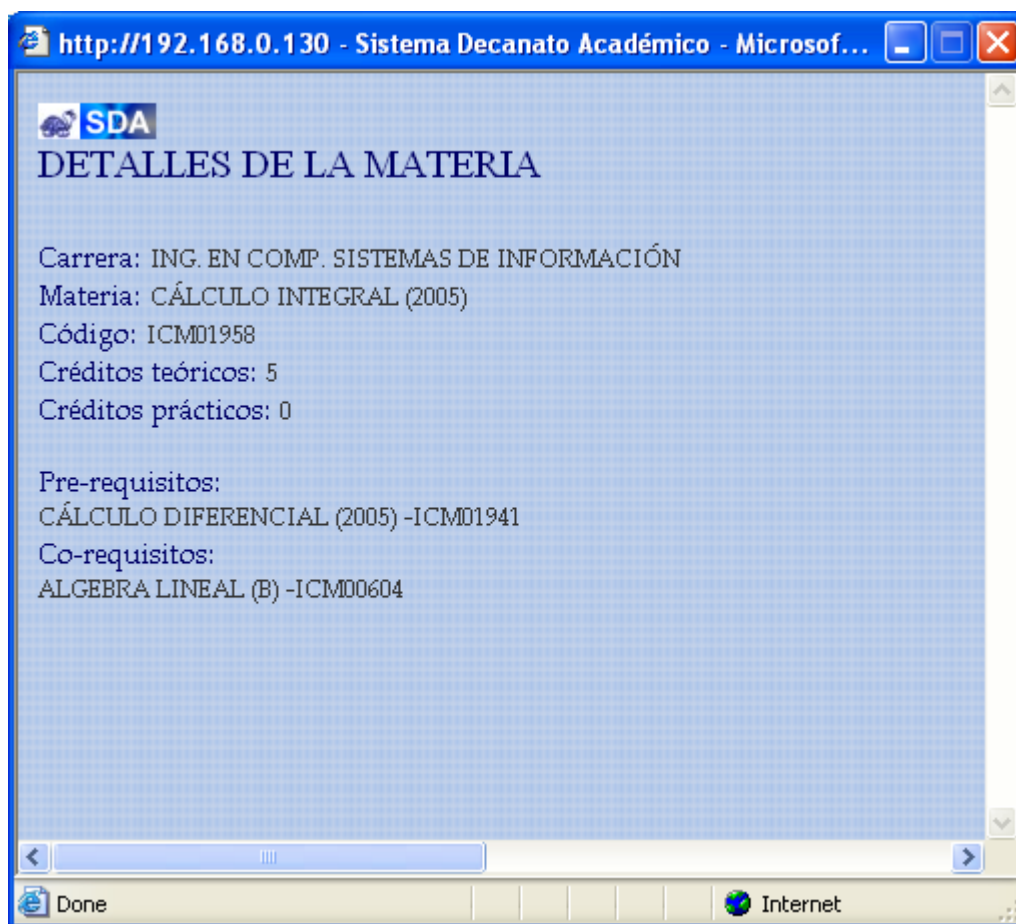 http://192.168.0.130 - Sistema Decanato Académico - Microsof...
SDA
DETALLES DE LA MATERIA
Carrera: ING. EN COMP. SISTEMAS DE INFORMACIÓN
Materia: CÁLCULO INTEGRAL (2005)
Código: ICM01958
Créditos teóricos: 5
Créditos prácticos: 0
Pre-requisitos:
CÁLCULO DIFERENCIAL (2005) -ICM01941
Co-requisitos:
ALGEBRA LINEAL (B) -ICM00604
Done Internet